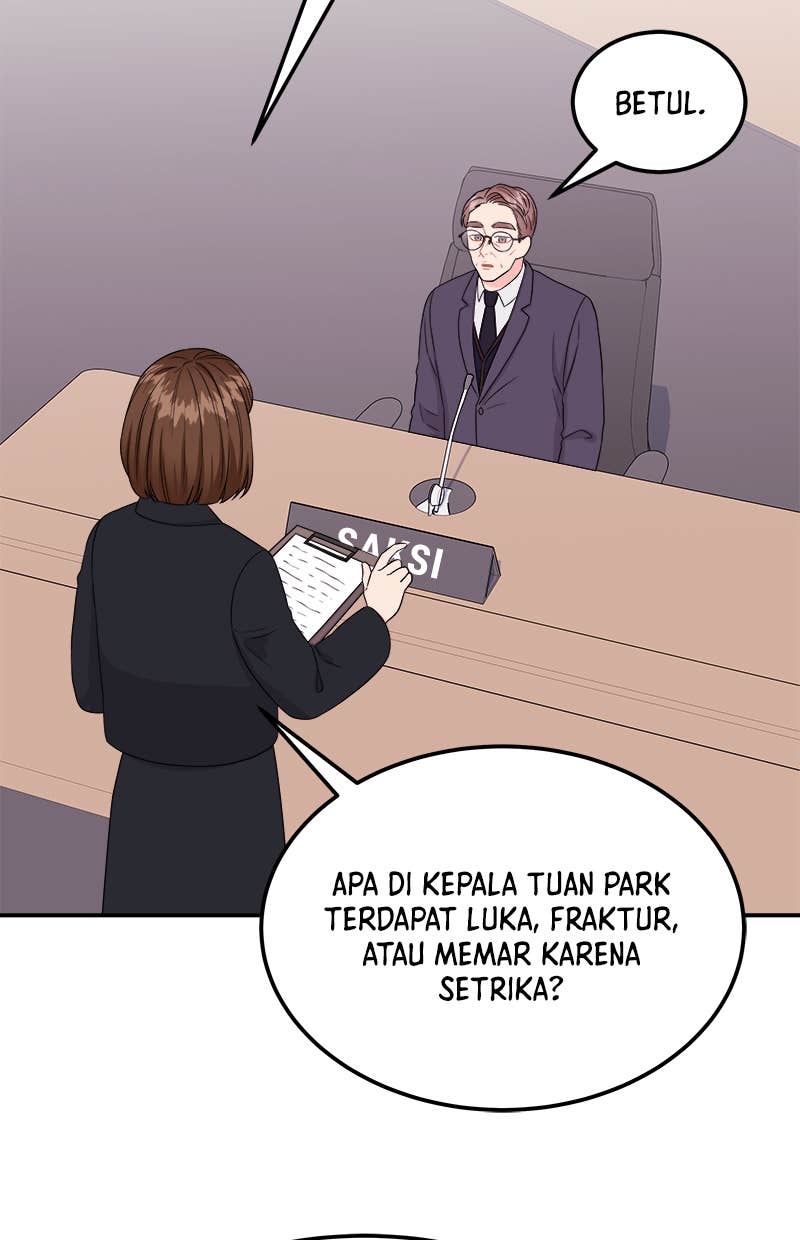 BETUL.
SAKSI
APA DI KEPALA TUAN PARK
TERDAPAT LUKA, FRAKTUR,
ATAU MEMAR KARENA
SETRIKA?